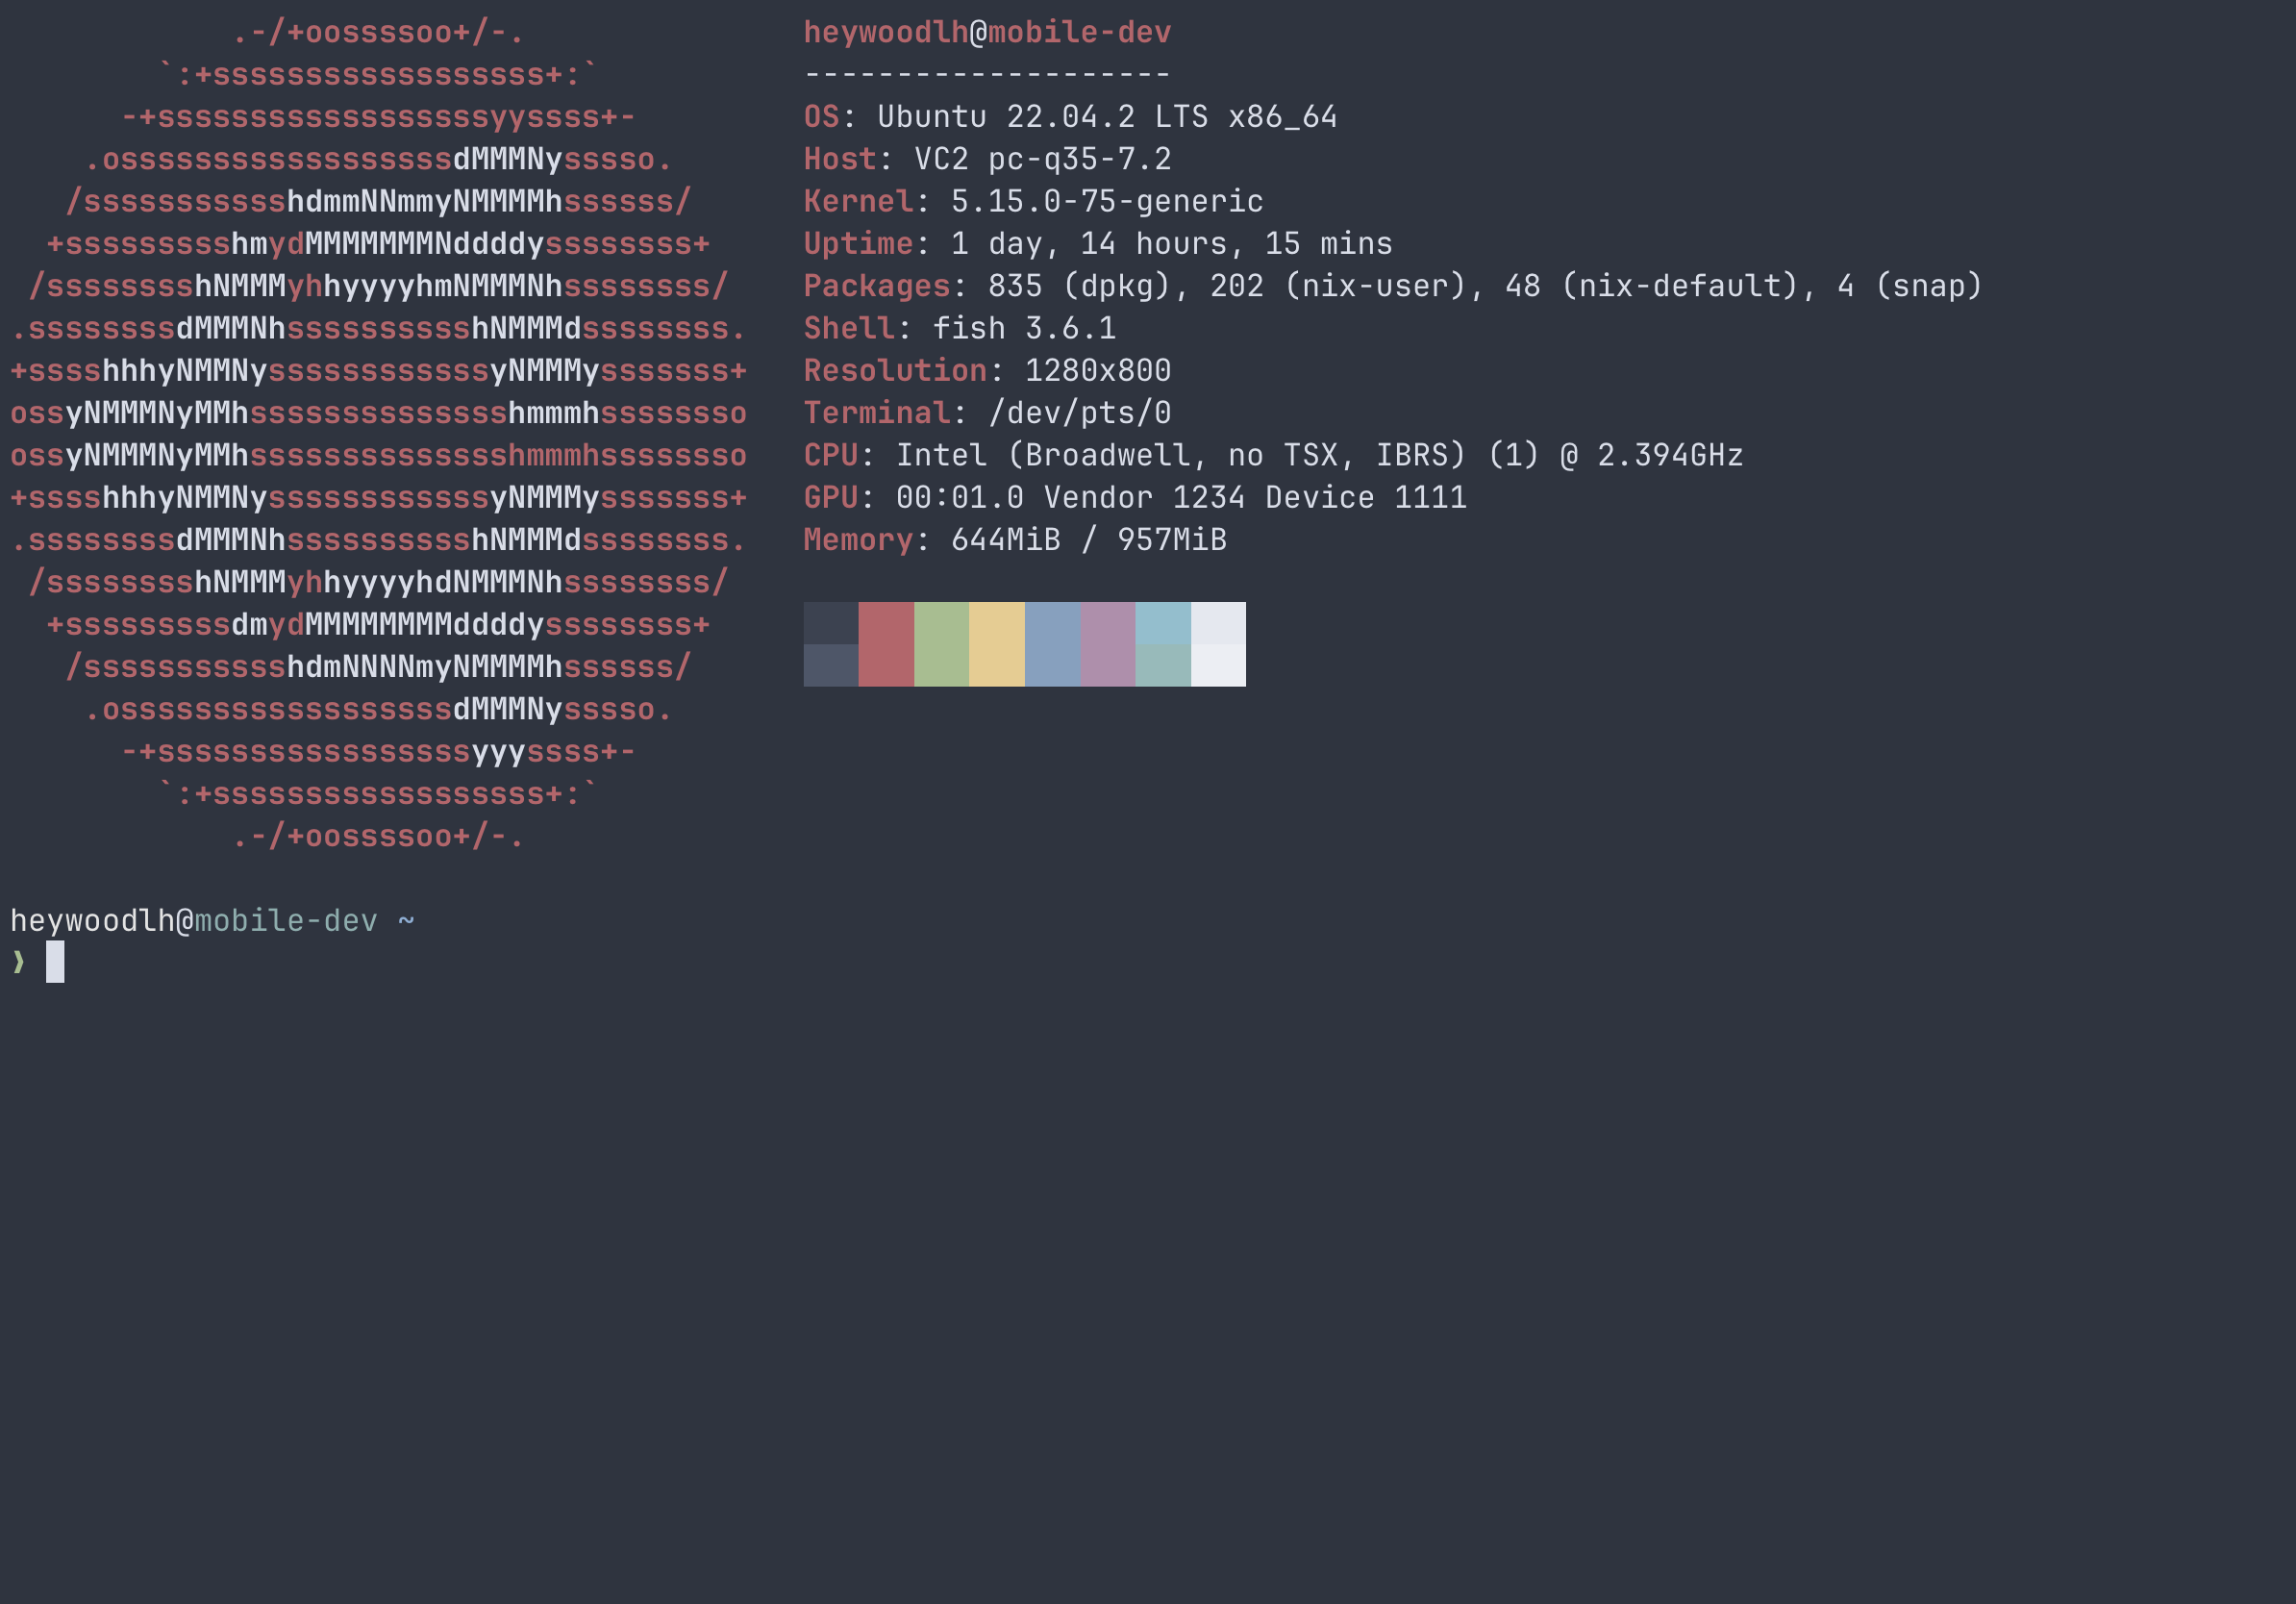 .-/+oossssoo+/-.               heywoodlh@mobile-dev
        `:+ssssssssssssssssss+:`           --------------------
      -+ssssssssssssssssssyyssss+-         OS: Ubuntu 22.04.2 LTS x86_64
    .ossssssssssssssssssdMMMNysssso.       Host: VC2 pc-q35-7.2
   /ssssssssssshdmmNNmmyNMMMMhssssss/      Kernel: 5.15.0-75-generic
  +ssssssssshmydMMMMMMMNddddyssssssss+     Uptime: 1 day, 14 hours, 15 mins
 /sssssssshNMMMyhhyyyyhmNMMMNhssssssss/    Packages: 835 (dpkg), 202 (nix-user), 48 (nix-default), 4 (snap)
.ssssssssdMMMNhsssssssssshNMMMdssssssss.   Shell: fish 3.6.1
+sssshhhyNMMNyssssssssssssyNMMMysssssss+   Resolution: 1280x800
ossyNMMMNyMMhsssssssssssssshmmmhssssssso   Terminal: /dev/pts/0
ossyNMMMNyMMhsssssssssssssshmmmhssssssso   CPU: Intel (Broadwell, no TSX, IBRS) (1) @ 2.394GHz
+sssshhhyNMMNyssssssssssssyNMMMysssssss+   GPU: 00:01.0 Vendor 1234 Device 1111
.ssssssssdMMMNhsssssssssshNMMMdssssssss.   Memory: 644MiB / 957MiB
 /sssssssshNMMMyhhyyyyhdNMMMNhssssssss/
  +sssssssssdmydMMMMMMMMddddyssssssss+
   /ssssssssssshdmNNNNmyNMMMMhssssss/
    .ossssssssssssssssssdMMMNysssso.
      -+sssssssssssssssssyyyssss+-
        `:+ssssssssssssssssss+:`
            .-/+oossssoo+/-.
heywoodlh@mobile-dev ~
❱